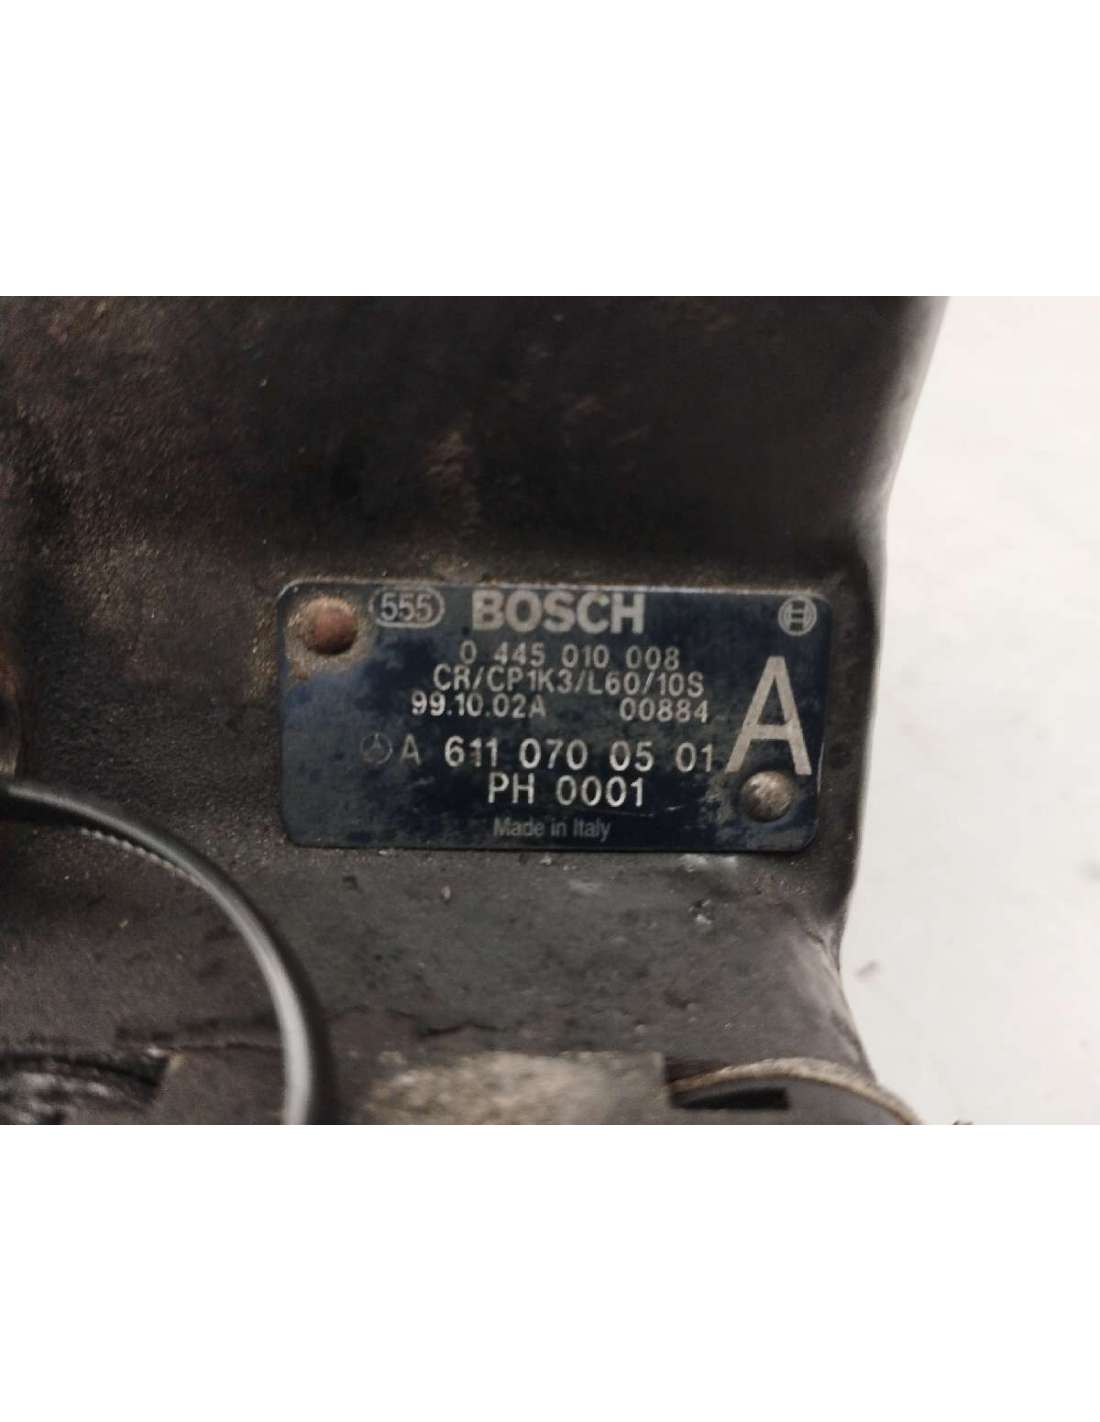 555 BOSCH
0 445 010 008
CR/CP1K3/L60/10S
99.10.02A 00884
A 611 070 05 01
PH 0001
A
Made in Italy